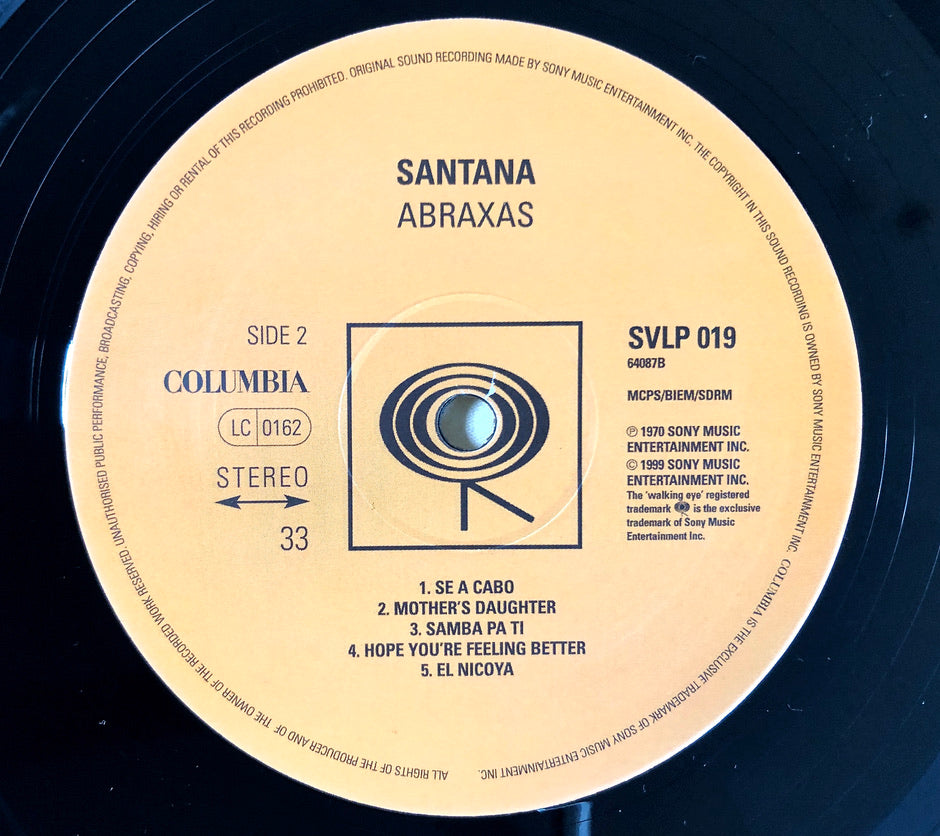 ALL RIGHTS OF THE PRODUCER AND OF THE OWNER OF THE RECORDED WORK RESERVED. UNAUTHORISED PUBLIC PERFORMANCE, BROADCASTING, COPYING, HIRING OR RENTAL OF THIS RECORDING PROHIBITED. ORIGINAL SOUND RECORDING MADE BY SONY MUSIC ENTERTAINMENT INC. THE COPYRIGHT IN THIS SOUND RECORDING IS OWNED BY SONY MUSIC ENTERTAINMENT INC. COLUMBIA IS THE EXCLUSIVE TRADEMARK OF SONY MUSIC ENTERTAINMENT INC.
SANTANA
ABRAXAS
SIDE 2
COLUMBIA
LC 0162
STEREO
33
SVLP 019
64087B
MCPS/BIEM/SDRM
℗ 1970 SONY MUSIC
ENTERTAINMENT INC.
© 1999 SONY MUSIC
ENTERTAINMENT INC.
The 'walking eye' registered
trademark is the exclusive
trademark of Sony Music
Entertainment Inc.
1. SE A CABO
2. MOTHER'S DAUGHTER
3. SAMBA PA TI
4. HOPE YOU'RE FEELING BETTER
5. EL NICOYA